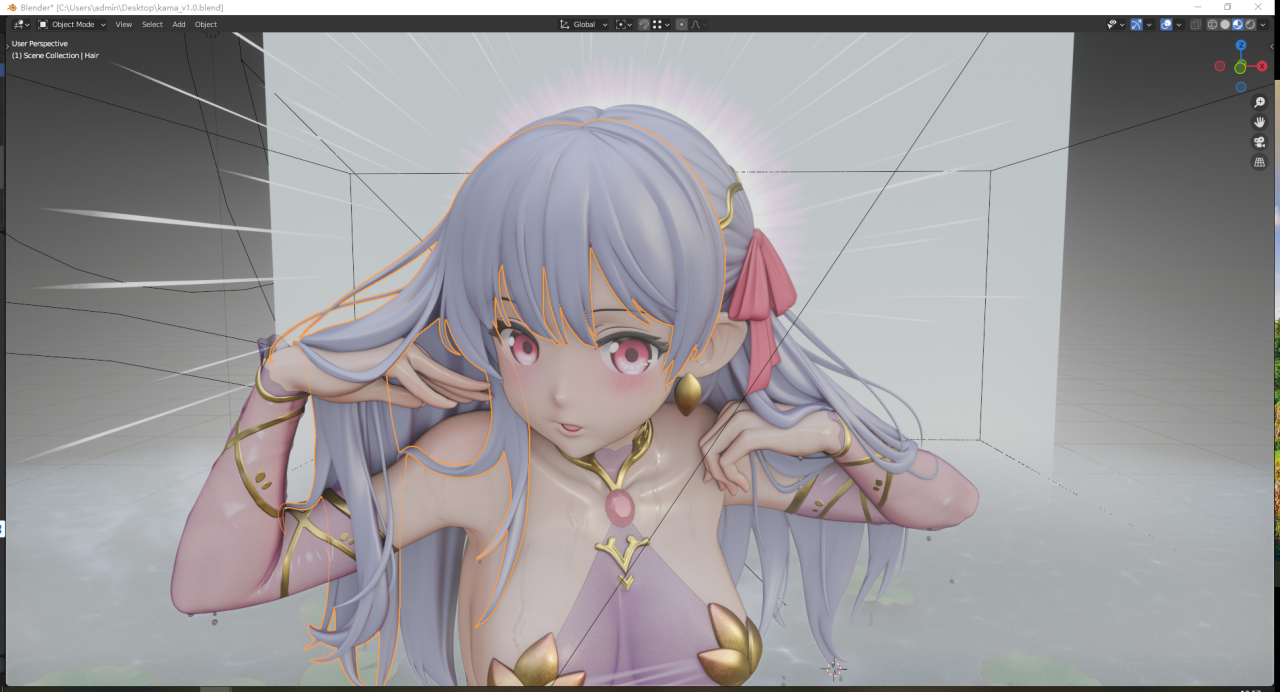 Blender* [C:\Users\admin\Desktop\kama_v1.0.blend]
Object Mode View Select Add Object Global
User Perspective
(1) Scene Collection | Hair
Z
X